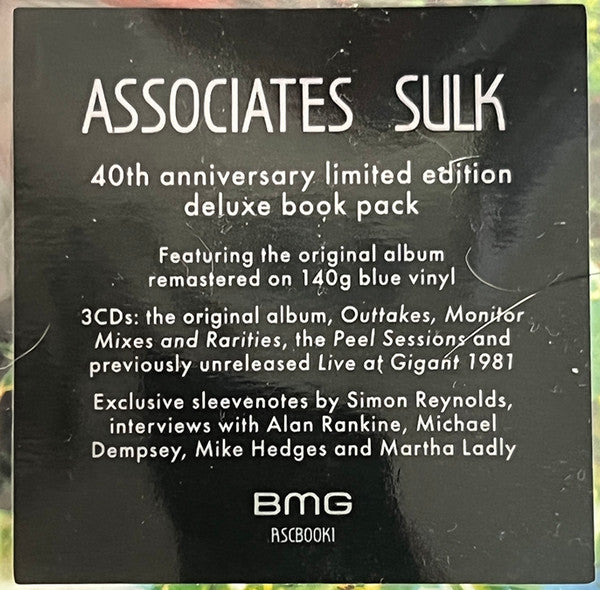 ASSOCIATES SULK
40th anniversary limited edition
deluxe book pack
Featuring the original album
remastered on 140g blue vinyl
3CDs: the original album, Outtakes, Monitor
Mixes and Rarities, the Peel Sessions and
previously unreleased Live at Gigant 1981
Exclusive sleevenotes by Simon Reynolds,
interviews with Alan Rankine, Michael
Dempsey, Mike Hedges and Martha Ladly
BMG
ASCBOOK1